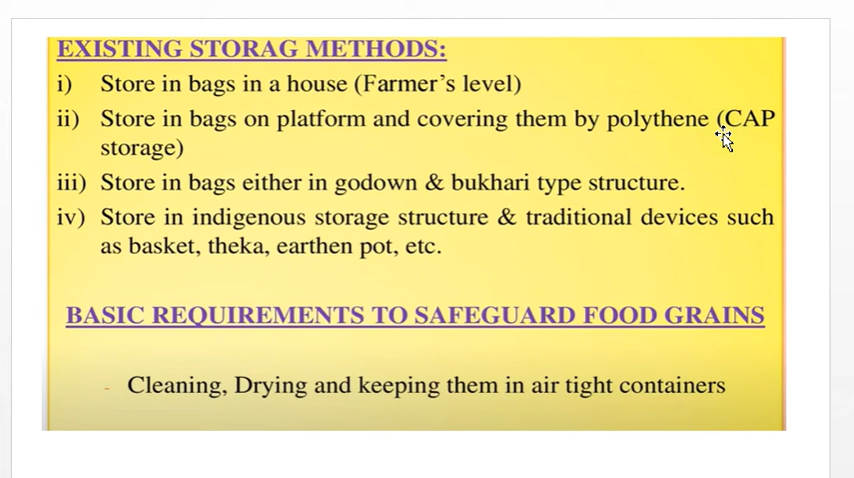 EXISTING STORAG METHODS:
i) Store in bags in a house (Farmer’s level)
ii) Store in bags on platform and covering them by polythene (CAP
storage)
iii) Store in bags either in godown & bukhari type structure.
iv) Store in indigenous storage structure & traditional devices such
as basket, theka, earthen pot, etc.
BASIC REQUIREMENTS TO SAFEGUARD FOOD GRAINS
- Cleaning, Drying and keeping them in air tight containers